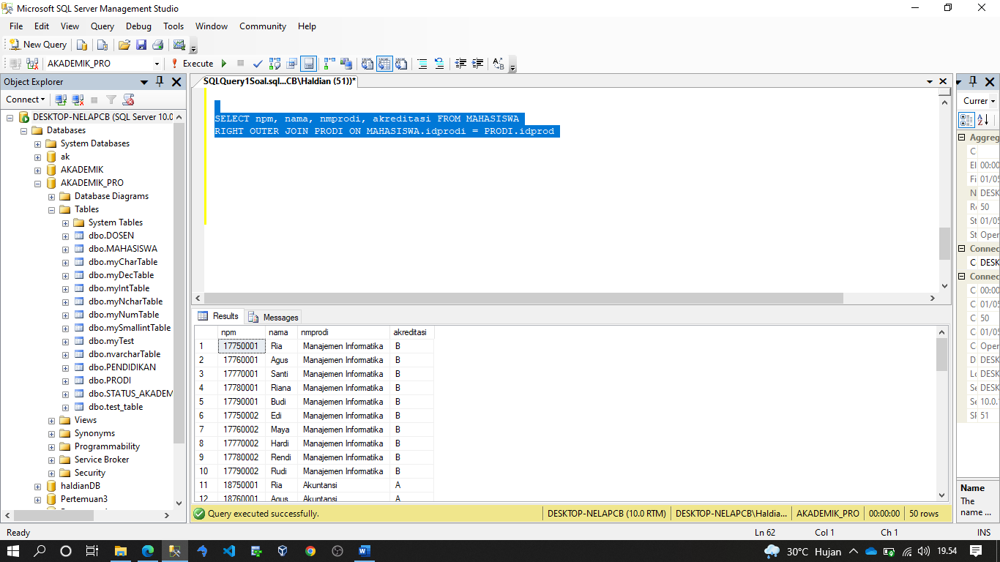 Microsoft SQL Server Management Studio
File Edit View Query Debug Tools Window Community Help
New Query
AKADEMIK_PRO Execute
Object Explorer
Connect
DESKTOP-NELAPCB (SQL Server 10.0
Databases
System Databases
ak
AKADEMIK
AKADEMIK_PRO
Database Diagrams
Tables
System Tables
dbo.DOSEN
dbo.MAHASISWA
dbo.myCharTable
dbo.myDecTable
dbo.myIntTable
dbo.myNcharTable
dbo.myNumTable
dbo.mySmallintTable
dbo.myTest
dbo.nvarcharTable
dbo.PENDIDIKAN
dbo.PRODI
dbo.STATUS_AKADEM
dbo.test_table
Views
Synonyms
Programmability
Service Broker
Security
haldianDB
Pertemuan3
SQLQuery1Soal.sql...CB\Haldian (51))*
SELECT npm, nama, nmprodi, akreditasi FROM MAHASISWA
RIGHT OUTER JOIN PRODI ON MAHASISWA.idprodi = PRODI.idprod
Results Messages
npm nama nmprodi akreditasi
1 17750001 Ria Manajemen Informatika B
2 17760001 Agus Manajemen Informatika B
3 17770001 Santi Manajemen Informatika B
4 17780001 Riana Manajemen Informatika B
5 17790001 Budi Manajemen Informatika B
6 17750002 Edi Manajemen Informatika B
7 17760002 Maya Manajemen Informatika B
8 17770002 Hardi Manajemen Informatika B
9 17780002 Rendi Manajemen Informatika B
10 17790002 Rudi Manajemen Informatika B
11 18750001 Ria Akuntansi A
12 18760001 Agus Akuntansi A
Query executed successfully. DESKTOP-NELAPCB (10.0 RTM) DESKTOP-NELAPCB\Haldia... AKADEMIK_PRO 00:00:00 50 rows
Currer
Aggreg
C
El 00:00
Fi 01/05
N DESK
Re 50
St 01/05
St Oper
Connec
C DESK
Connec
C 00:00
C 01/05
C 50
C 01/05
C Oper
D DESK
Lo DESK
Se DESK
Se 10.0.
SP 51
Name
The
name ...
Ready Ln 62 Col 1 Ch 1 INS
30°C Hujan 19.54